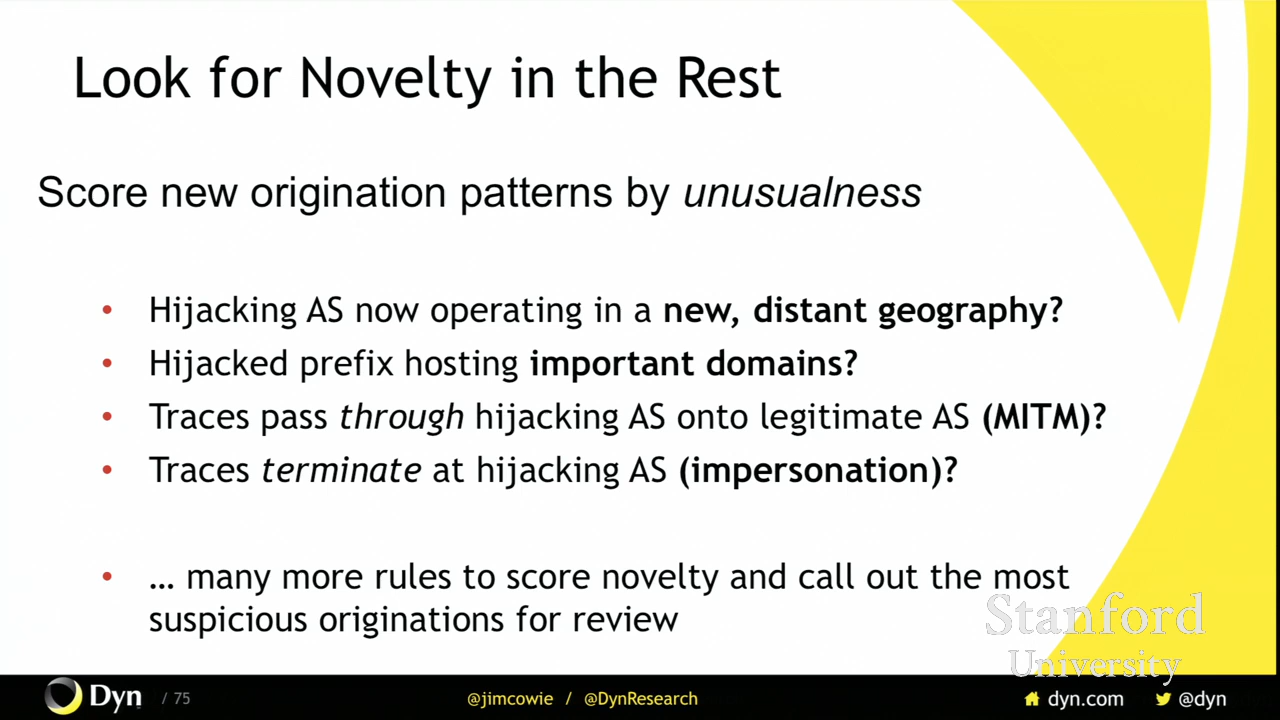 Look for Novelty in the Rest
Score new origination patterns by unusualness
• Hijacking AS now operating in a new, distant geography?
• Hijacked prefix hosting important domains?
• Traces pass through hijacking AS onto legitimate AS (MITM)?
• Traces terminate at hijacking AS (impersonation)?
• … many more rules to score novelty and call out the most
suspicious originations for review
Stanford
University
Dyn / 75 @jimcowie / @DynResearch dyn.com @dyn